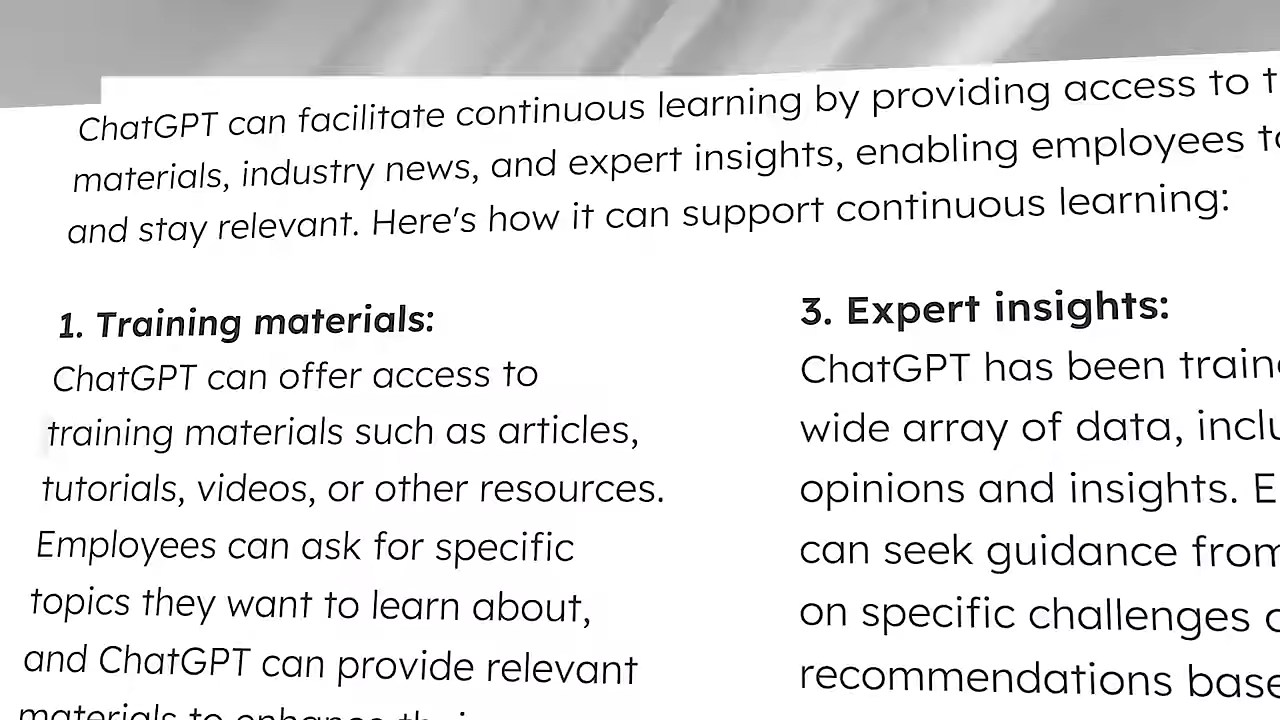 ChatGPT can facilitate continuous learning by providing access to
materials, industry news, and expert insights, enabling employees
and stay relevant. Here's how it can support continuous learning:
1. Training materials:
ChatGPT can offer access to
training materials such as articles,
tutorials, videos, or other resources.
Employees can ask for specific
topics they want to learn about,
and ChatGPT can provide relevant
materials to enhance
3. Expert insights:
ChatGPT has been
wide array of data,
opinions and insights.
can seek guidance from
on specific challenges
recommendations